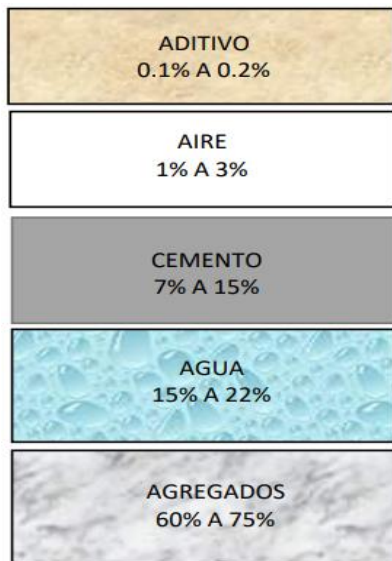 ADITIVO
0.1% A 0.2%
AIRE
1% A 3%
CEMENTO
7% A 15%
AGUA
15% A 22%
AGREGADOS
60% A 75%